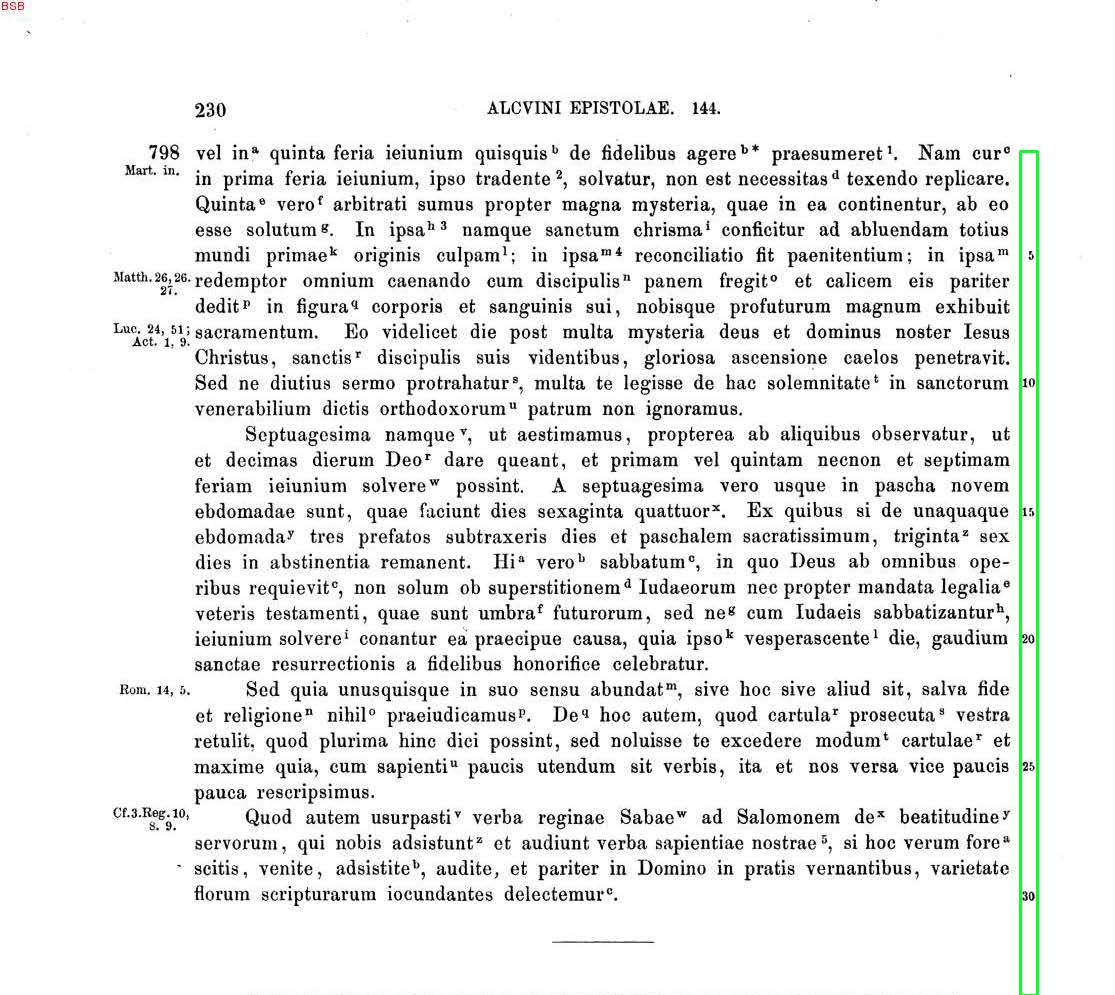 BSB
230 ALCVINI EPISTOLAE. 144.
798 vel in a quinta feria ieiunium quisquis b de fidelibus agere b* praesumeret 1. Nam cur c
Mart. in. in prima feria ieiunium, ipso tradente 2, solvatur, non est necessitas d texendo replicare.
Quinta e vero f arbitrati sumus propter magna mysteria, quae in ea continentur, ab eo
esse solutum g. In ipsa h 3 namque sanctum chrisma i conficitur ad abluendam totius
mundi primae k originis culpam l; in ipsa m 4 reconciliatio fit paenitentium; in ipsa m 5
Matth. 26, 26. redemptor omnium caenando cum discipulis n panem fregit o et calicem eis pariter
27.
dedit p in figura q corporis et sanguinis sui, nobisque profuturum magnum exhibuit
Luc. 24, 51; sacramentum. Eo videlicet die post multa mysteria deus et dominus noster Iesus
Act. 1, 9.
Christus, sanctis r discipulis suis videntibus, gloriosa ascensione caelos penetravit.
Sed ne diutius sermo protrahatur s, multa te legisse de hac solemnitate t in sanctorum 10
venerabilium dictis orthodoxorum u patrum non ignoramus.
Septuagesima namque v, ut aestimamus, propterea ab aliquibus observatur, ut
et decimas dierum Deo r dare queant, et primam vel quintam necnon et septimam
feriam ieiunium solvere w possint. A septuagesima vero usque in pascha novem
ebdomadae sunt, quae faciunt dies sexaginta quattuor x. Ex quibus si de unaquaque 15
ebdomada y tres prefatos subtraxeris dies et paschalem sacratissimum, triginta z sex
dies in abstinentia remanent. Hi a vero b sabbatum c, in quo Deus ab omnibus ope-
ribus requievit c, non solum ob superstitionem d Iudaeorum nec propter mandata legalia e
veteris testamenti, quae sunt umbra f futurorum, sed ne g cum Iudaeis sabbatizantur h,
ieiunium solvere i conantur ea praecipue causa, quia ipso k vesperascente l die, gaudium 20
sanctae resurrectionis a fidelibus honorifice celebratur.
Rom. 14, 5. Sed quia unusquisque in suo sensu abundat m, sive hoc sive aliud sit, salva fide
et religione n nihil o praeiudicamus p. De q hoc autem, quod cartula r prosecuta s vestra
retulit, quod plurima hinc dici possint, sed noluisse te excedere modum t cartulae r et
maxime quia, cum sapienti u paucis utendum sit verbis, ita et nos versa vice paucis 25
pauca rescripsimus.
Cf. 3. Reg. 10, Quod autem usurpasti v verba reginae Sabae w ad Salomonem de x beatitudine y
8. 9.
servorum, qui nobis adsistunt z et audiunt verba sapientiae nostrae 5, si hoc verum fore a
scitis, venite, adsistite b, audite, et pariter in Domino in pratis vernantibus, varietate
florum scripturarum iocundantes delectemur c. 30